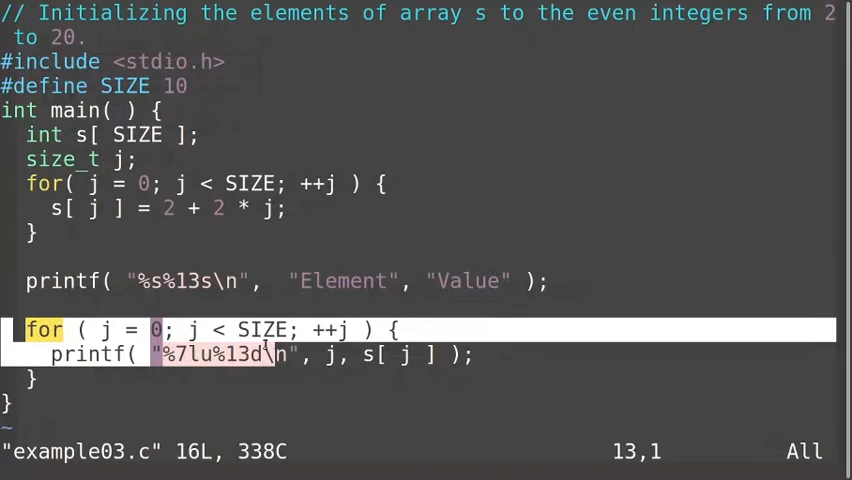 // Initializing the elements of array s to the even integers from 2
to 20.
#include <stdio.h>
#define SIZE 10
int main( ) {
int s[ SIZE ];
size_t j;
for( j = 0; j < SIZE; ++j ) {
s[ j ] = 2 + 2 * j;
}
printf( "%s%13s\n",  "Element", "Value" );
for ( j = 0; j < SIZE; ++j ) {
printf( "%7lu%13d\n", j, s[ j ] );
}
}
~
"example03.c" 16L, 338C 13,1 All